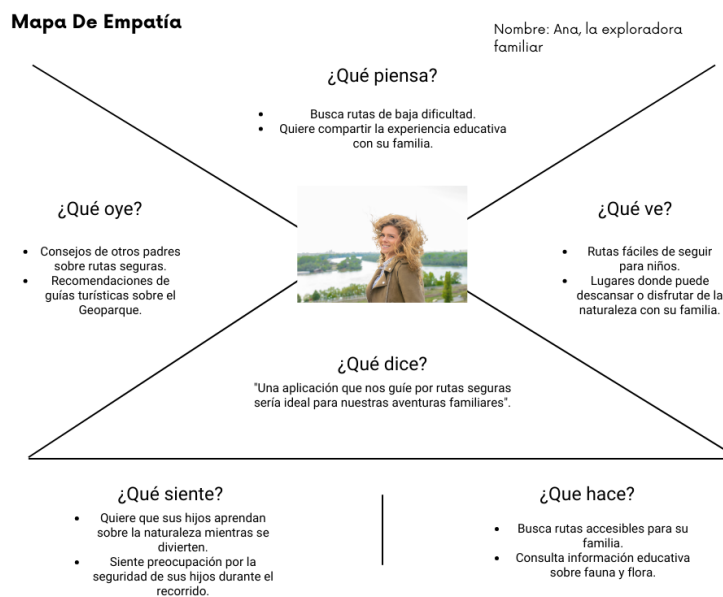 Mapa De Empatía
Nombre: Ana, la exploradora
familiar
¿Qué piensa?
Busca rutas de baja dificultad.
Quiere compartir la experiencia educativa
con su familia.
¿Qué oye?
Consejos de otros padres
sobre rutas seguras.
Recomendaciones de
guías turísticas sobre el
Geoparque.
¿Qué ve?
Rutas fáciles de seguir
para niños.
Lugares donde puede
descansar o disfrutar de la
naturaleza con su familia.
¿Qué dice?
"Una aplicación que nos guíe por rutas seguras
sería ideal para nuestras aventuras familiares".
¿Qué siente?
Quiere que sus hijos aprendan
sobre la naturaleza mientras se
divierten.
Siente preocupación por la
seguridad de sus hijos durante el
recorrido.
¿Que hace?
Busca rutas accesibles para su
familia.
Consulta información educativa
sobre fauna y flora.